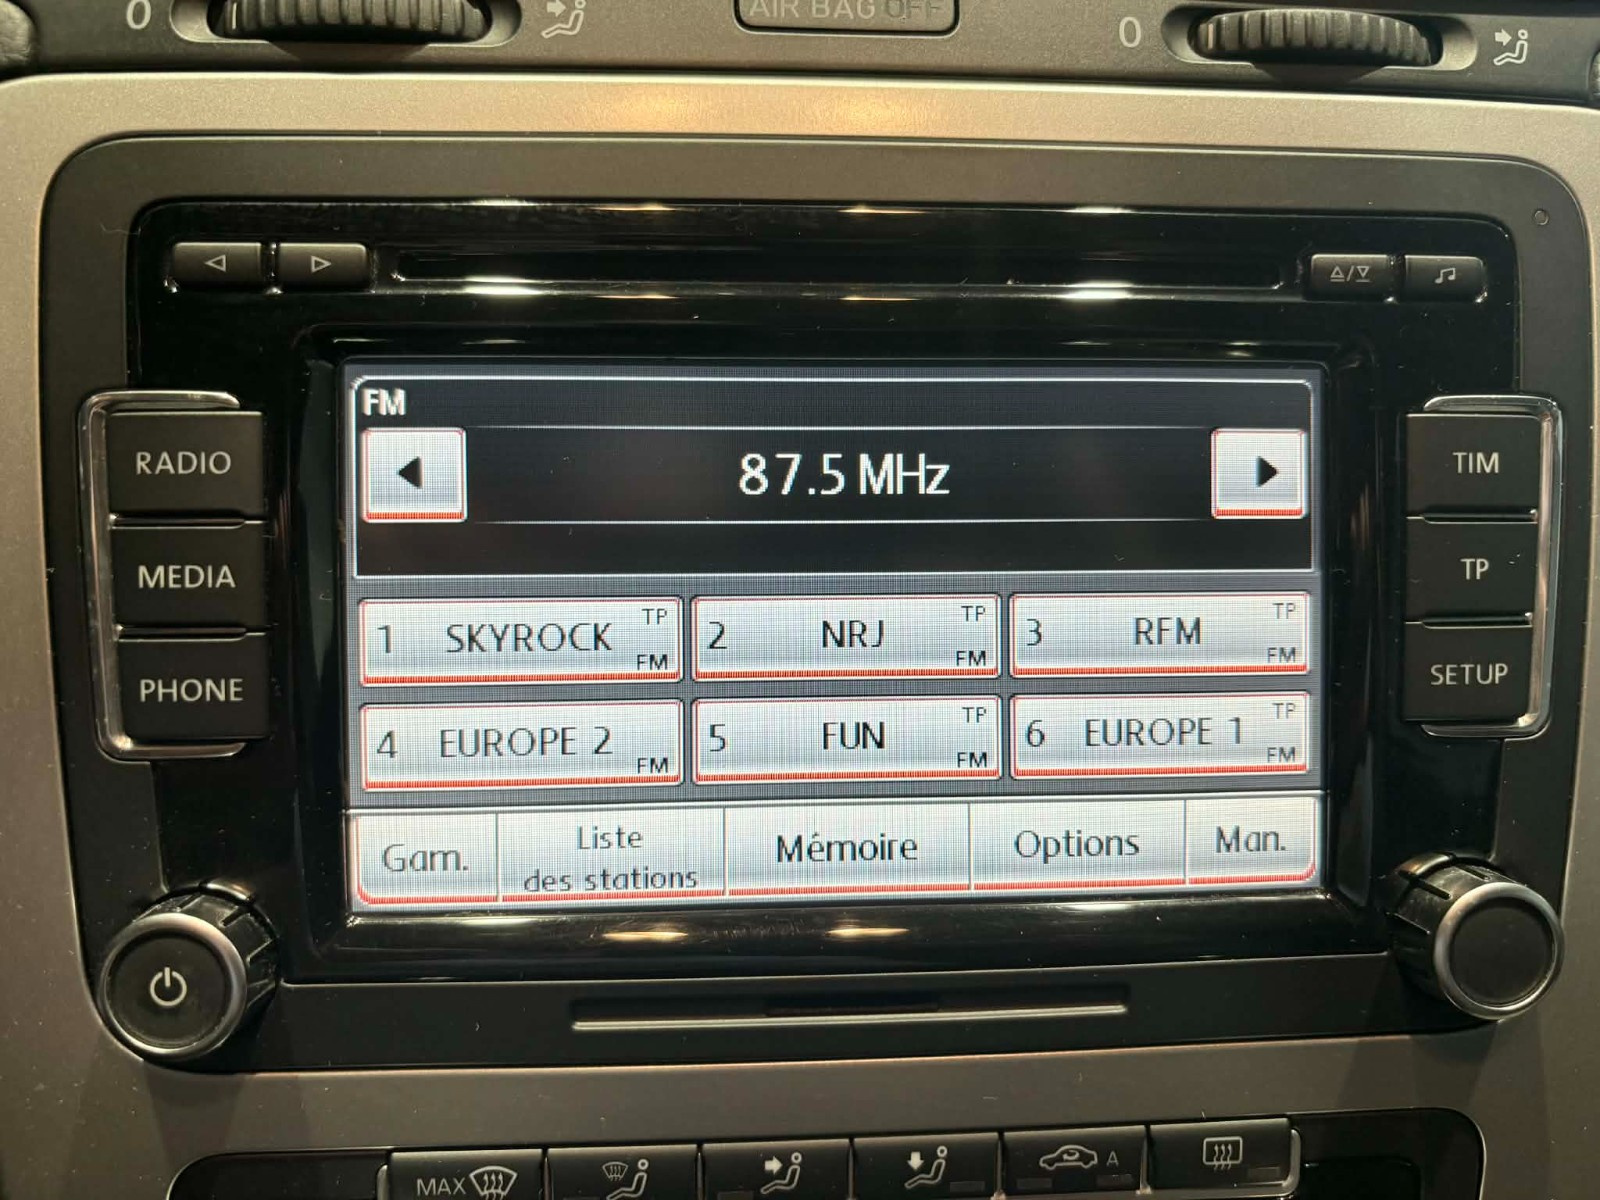 0
AIR BAG OFF
0
FM
87.5 MHz
RADIO
MEDIA
PHONE
TIM
TP
SETUP
1 SKYROCK TP FM
2 NRJ TP FM
3 RFM TP FM
4 EUROPE 2 FM
5 FUN TP FM
6 EUROPE 1 TP FM
Gam.
Liste
des stations
Mémoire
Options
Man.
MAX
A